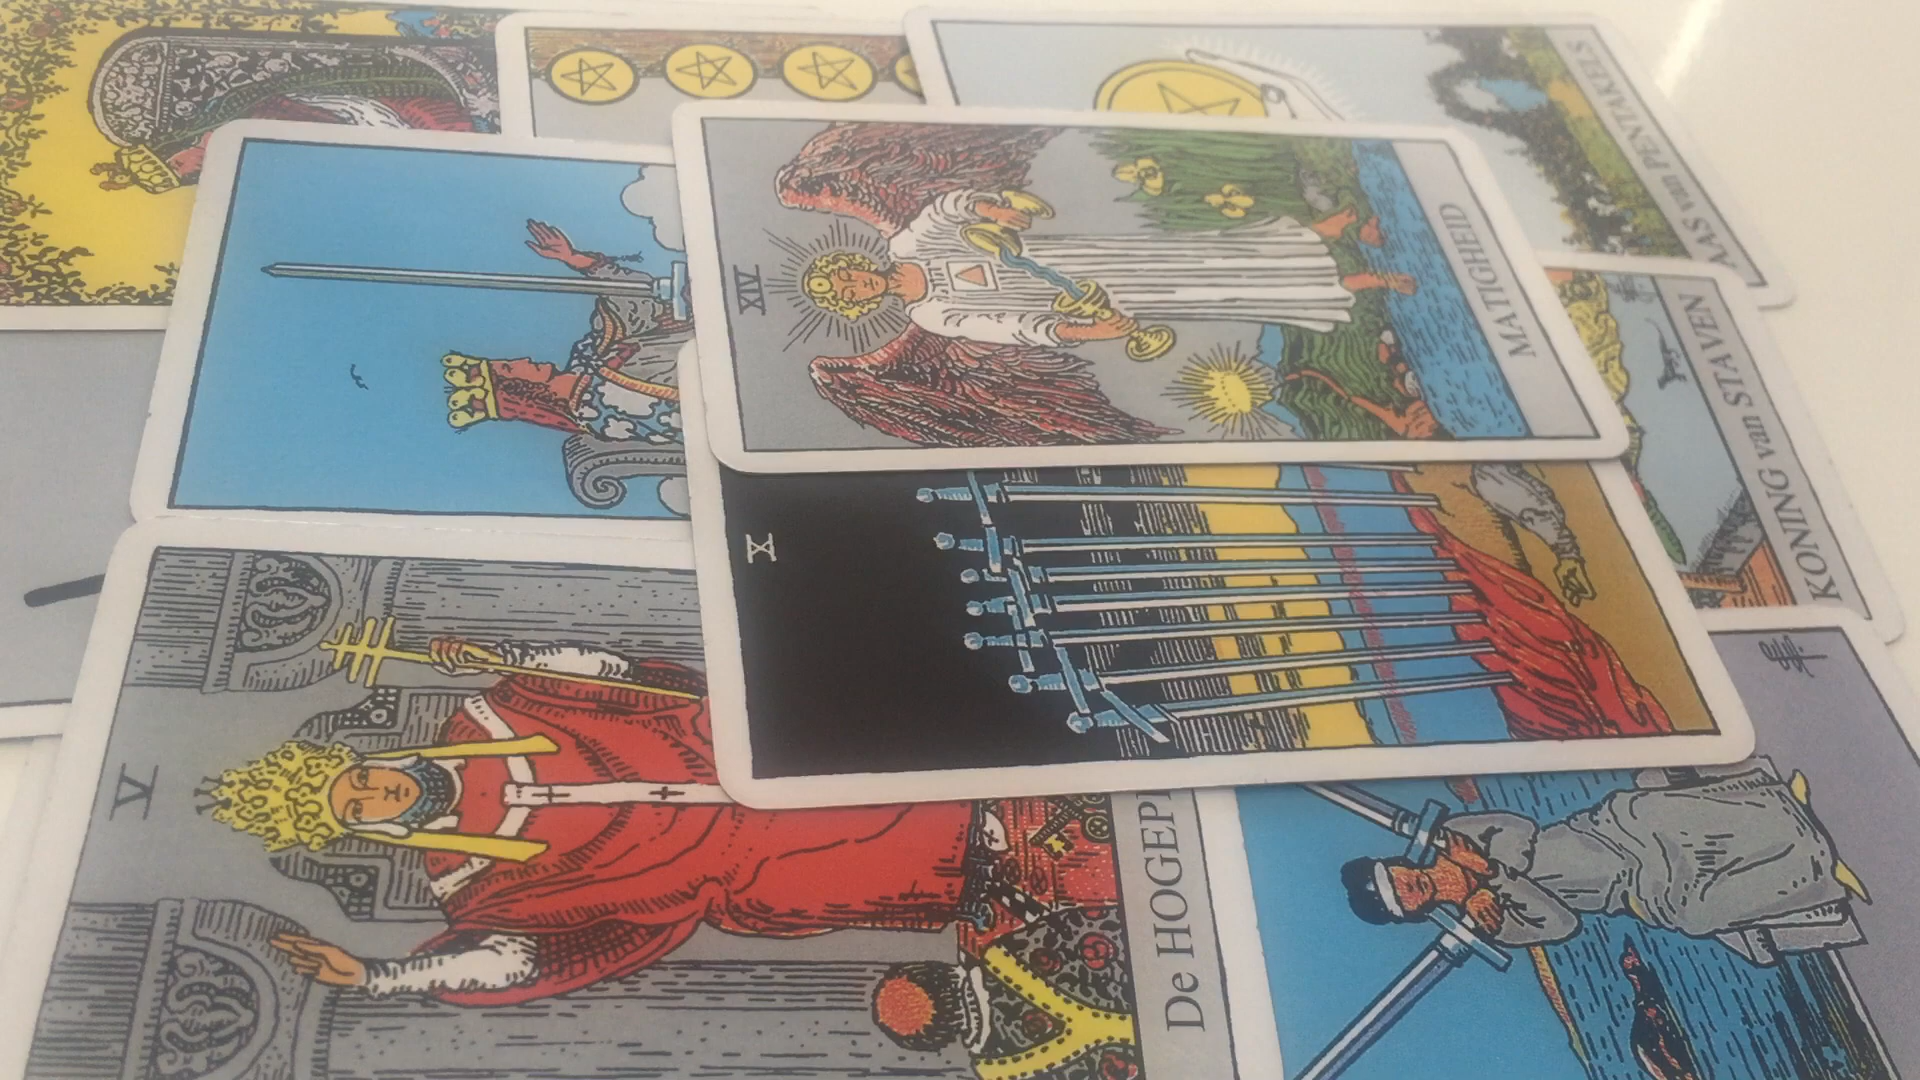 AAS van PENTAKELS
XIV
MATIGHEID
KONING van STAVEN
X
V
De HOGEP